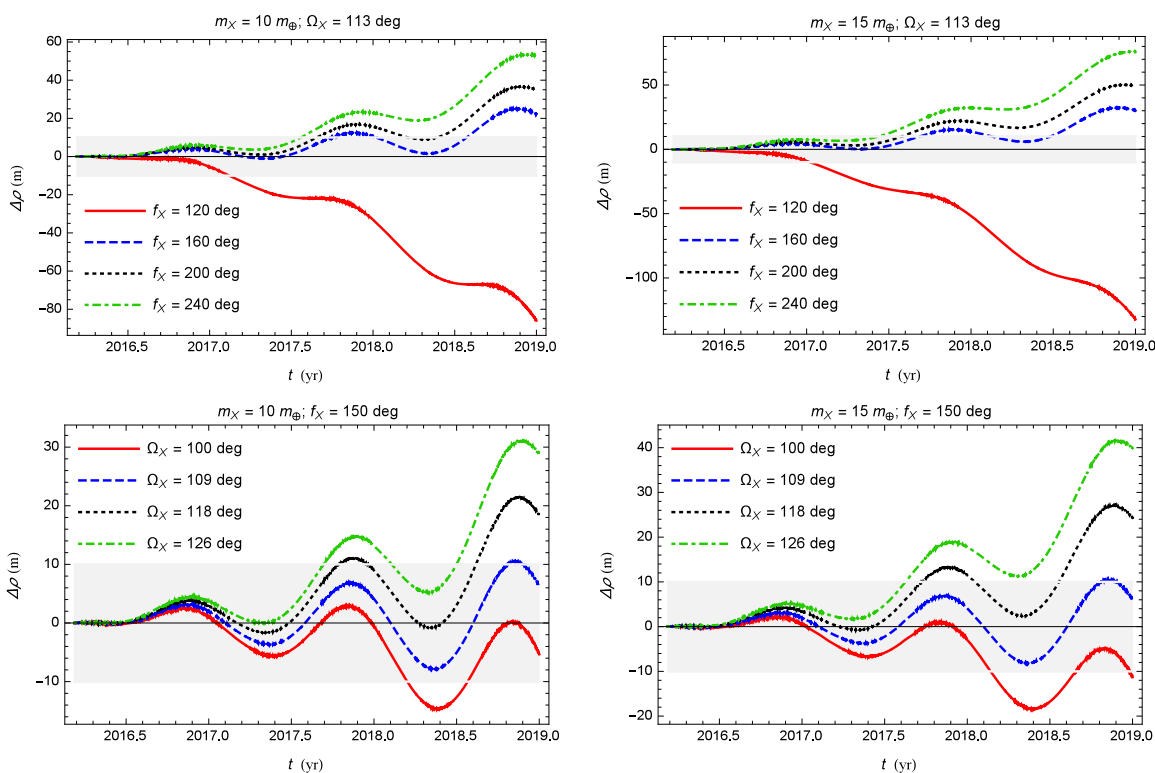 m_X = 10 m_⊕; Ω_X = 113 deg
60
40
20
0
−20
−40
−60
−80
Δρ (m)
f_X = 120 deg
f_X = 160 deg
f_X = 200 deg
f_X = 240 deg
2016.5 2017.0 2017.5 2018.0 2018.5 2019.0
t (yr)
m_X = 15 m_⊕; Ω_X = 113 deg
50
0
−50
−100
Δρ (m)
f_X = 120 deg
f_X = 160 deg
f_X = 200 deg
f_X = 240 deg
2016.5 2017.0 2017.5 2018.0 2018.5 2019.0
t (yr)
m_X = 10 m_⊕; f_X = 150 deg
30
20
10
0
−10
Δρ (m)
Ω_X = 100 deg
Ω_X = 109 deg
Ω_X = 118 deg
Ω_X = 126 deg
2016.5 2017.0 2017.5 2018.0 2018.5 2019.0
t (yr)
m_X = 15 m_⊕; f_X = 150 deg
40
30
20
10
0
−10
−20
Δρ (m)
Ω_X = 100 deg
Ω_X = 109 deg
Ω_X = 118 deg
Ω_X = 126 deg
2016.5 2017.0 2017.5 2018.0 2018.5 2019.0
t (yr)